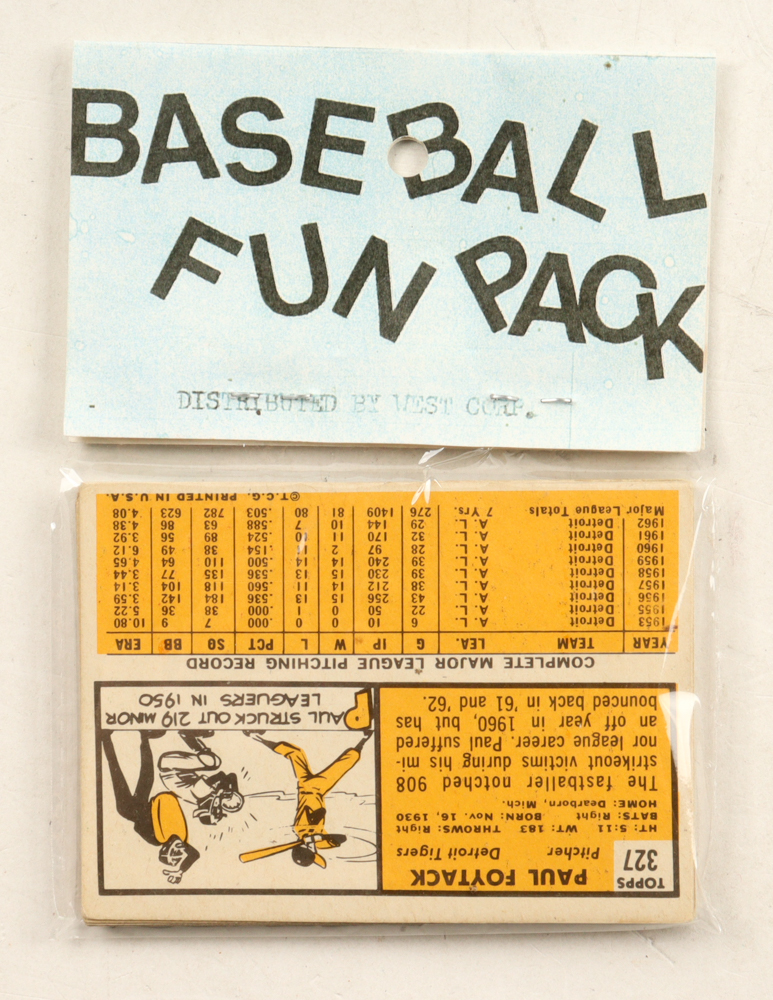 BASEBALL
FUN PACK
DISTRIBUTED BY WEST CORP.
TOPPS
327
PAUL FOYTACK
Pitcher Detroit Tigers
HT: 5:11 WT: 183 THROWS: Right
BATS: Right BORN: Nov. 16, 1930
HOME: Dearborn, Mich.
The fastballer notched 908
strikeout victims during his mi-
nor league career. Paul suffered
an off year in 1960, but has
bounced back in '61 and '62.
PAUL STRUCK OUT 219 MINOR
LEAGUERS IN 1950
COMPLETE MAJOR LEAGUE PITCHING RECORD
YEAR TEAM LEA. G IP W L PCT SO BB ERA
1953 Detroit A. L. 6 10 0 0 .000 7 9 10.80
1955 Detroit A. L. 22 50 0 1 .000 38 36 5.22
1956 Detroit A. L. 43 256 15 13 .536 184 142 3.59
1957 Detroit A. L. 38 212 14 11 .560 118 104 3.14
1958 Detroit A. L. 39 230 15 13 .536 135 77 3.44
1959 Detroit A. L. 39 240 14 14 .500 110 64 4.65
1960 Detroit A. L. 28 97 2 11 .154 38 49 6.12
1961 Detroit A. L. 32 170 11 10 .524 89 56 3.92
1962 Detroit A. L. 29 144 10 7 .588 63 86 4.38
Major League Totals 7 Yrs. 276 1409 81 80 .503 782 623 4.08
©T.C.G. PRINTED IN U.S.A.